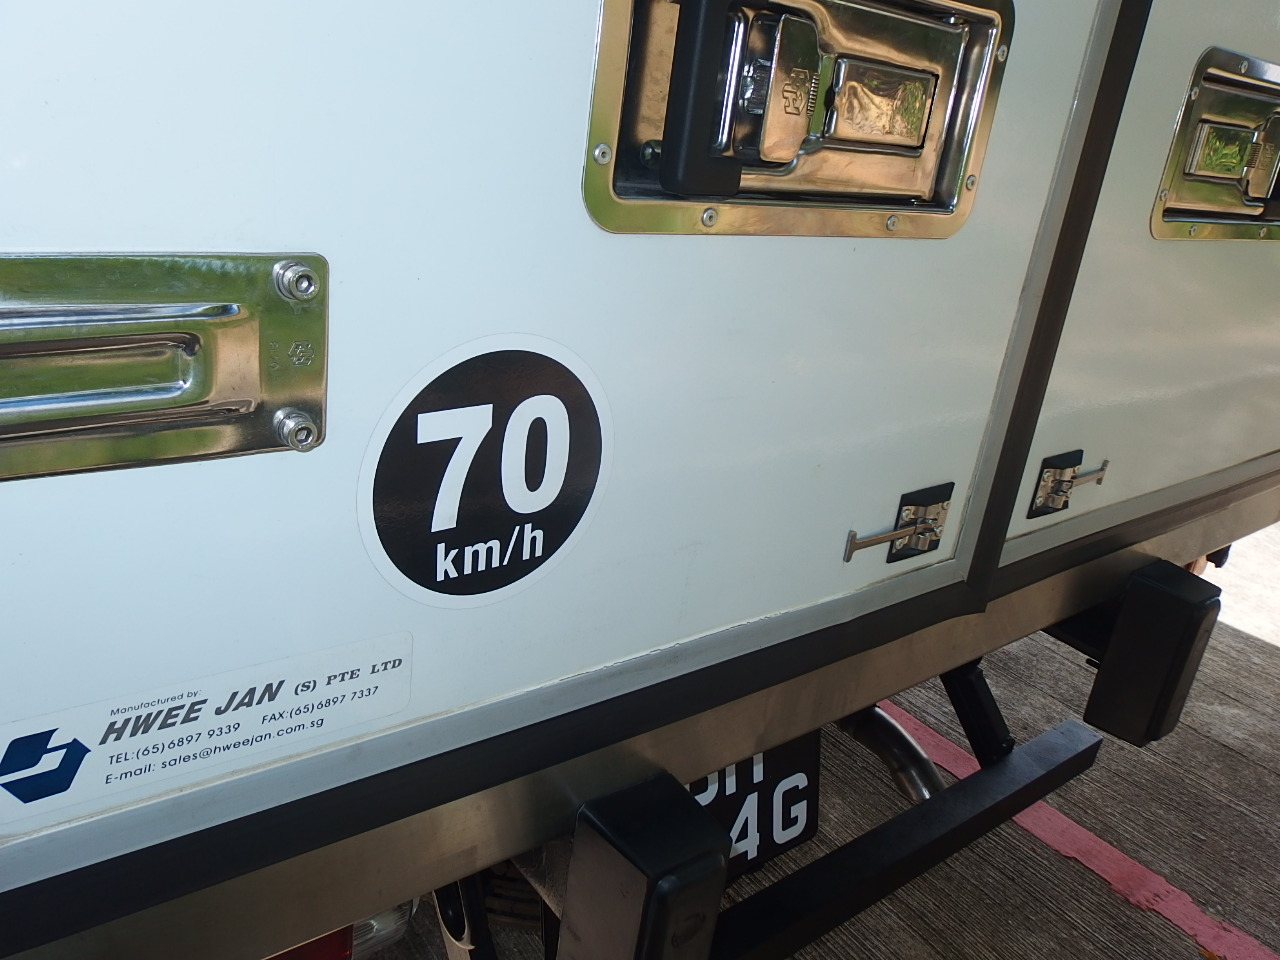 70
km/h
Manufactured by:
HWEE JAN (S) PTE LTD
TEL:(65)6897 9339 FAX:(65)6897 7337
E-mail: sales@hweejan.com.sg
4G